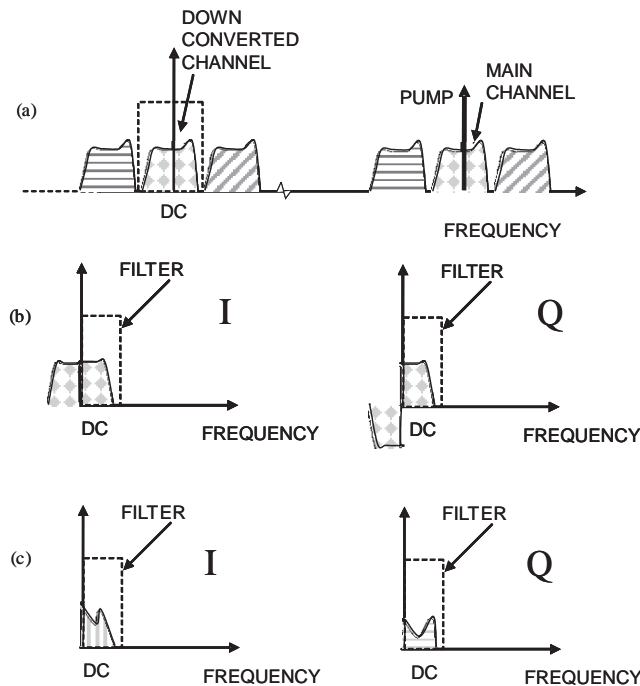 DOWN
CONVERTED
CHANNEL
(a)
PUMP
MAIN
CHANNEL
DC
FREQUENCY
(b)
FILTER
I
DC
FREQUENCY
FILTER
Q
DC
FREQUENCY
(c)
FILTER
I
DC
FREQUENCY
FILTER
Q
DC
FREQUENCY